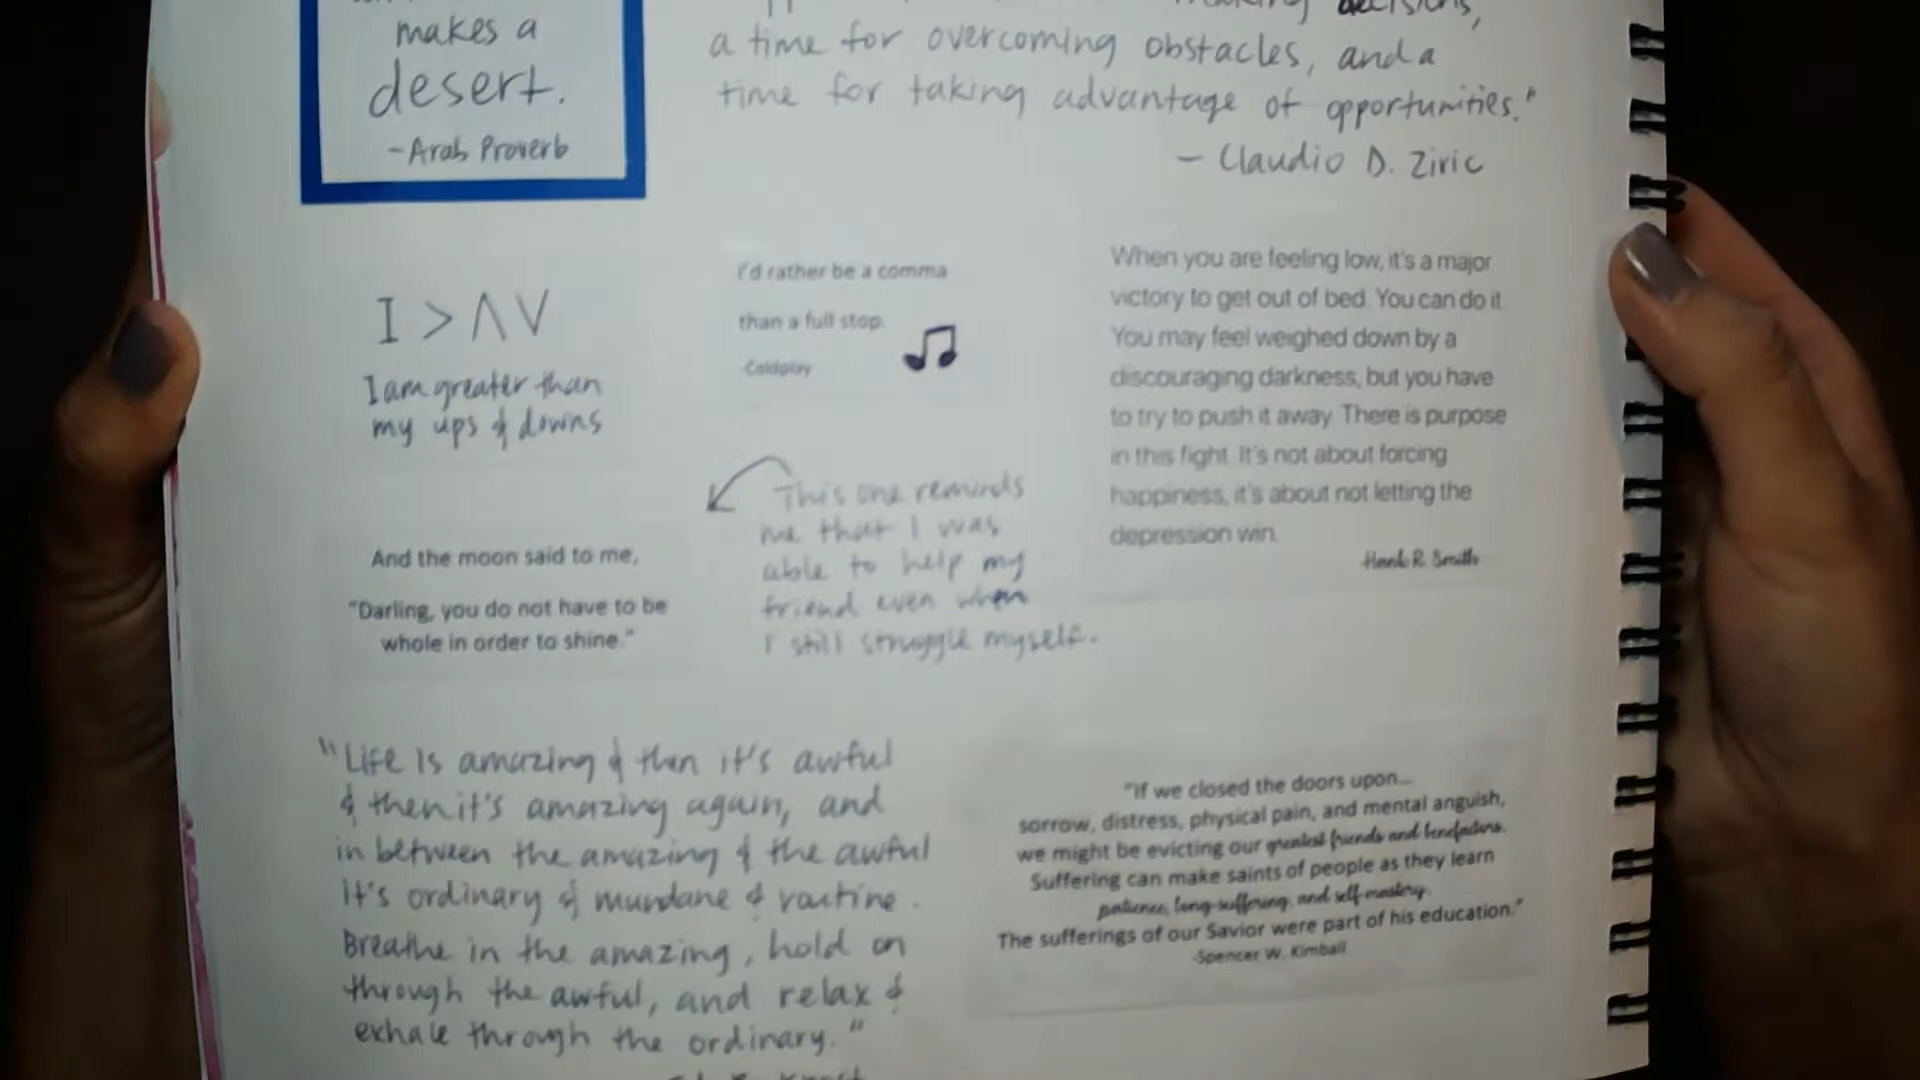 makes a
desert.
-Arab Proverb
making decisions,
a time for overcoming obstacles, and a
time for taking advantage of opportunities."
- Claudio D. Ziric
I > Λ V
I am greater than
my ups & downs
I'd rather be a comma
than a full stop.
-Coldplay
When you are feeling low, it's a major
victory to get out of bed. You can do it.
You may feel weighed down by a
discouraging darkness, but you have
to try to push it away. There is purpose
in this fight. It's not about forcing
happiness, it's about not letting the
depression win.
Hank R. Smith
And the moon said to me,
"Darling, you do not have to be
whole in order to shine."
This one reminds
me that I was
able to help my
friend even when
I still struggle myself.
"Life is amazing & then it's awful
& then it's amazing again, and
in between the amazing & the awful
it's ordinary & mundane & routine.
Breathe in the amazing, hold on
through the awful, and relax &
exhale through the ordinary."
"If we closed the doors upon...
sorrow, distress, physical pain, and mental anguish,
we might be evicting our greatest friends and benefactors.
Suffering can make saints of people as they learn
patience, long-suffering, and self-mastery.
The sufferings of our Savior were part of his education."
-Spencer W. Kimball